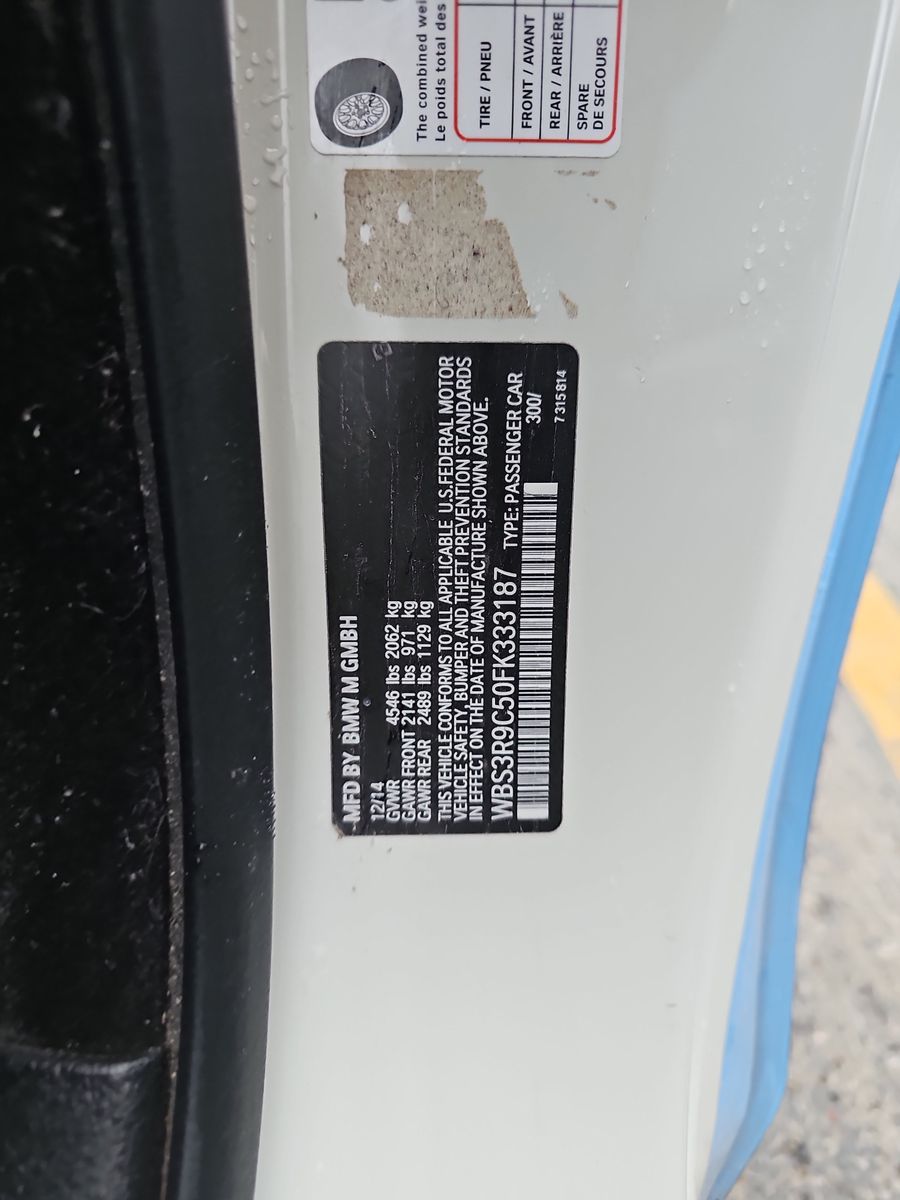 The combined wei
Le poids total des
TIRE / PNEU
FRONT / AVANT
REAR / ARRIÈRE
SPARE
DE SECOURS
MFD BY BMW M GMBH
12/14
GVWR 4546 lbs 2062 kg
GAWR FRONT 2141 lbs 971 kg
GAWR REAR 2489 lbs 1129 kg
THIS VEHICLE CONFORMS TO ALL APPLICABLE U.S.FEDERAL MOTOR
VEHICLE SAFETY, BUMPER AND THEFT PREVENTION STANDARDS
IN EFFECT ON THE DATE OF MANUFACTURE SHOWN ABOVE.
WBS3R9C50FK333187 TYPE: PASSENGER CAR
300/
7 315 814